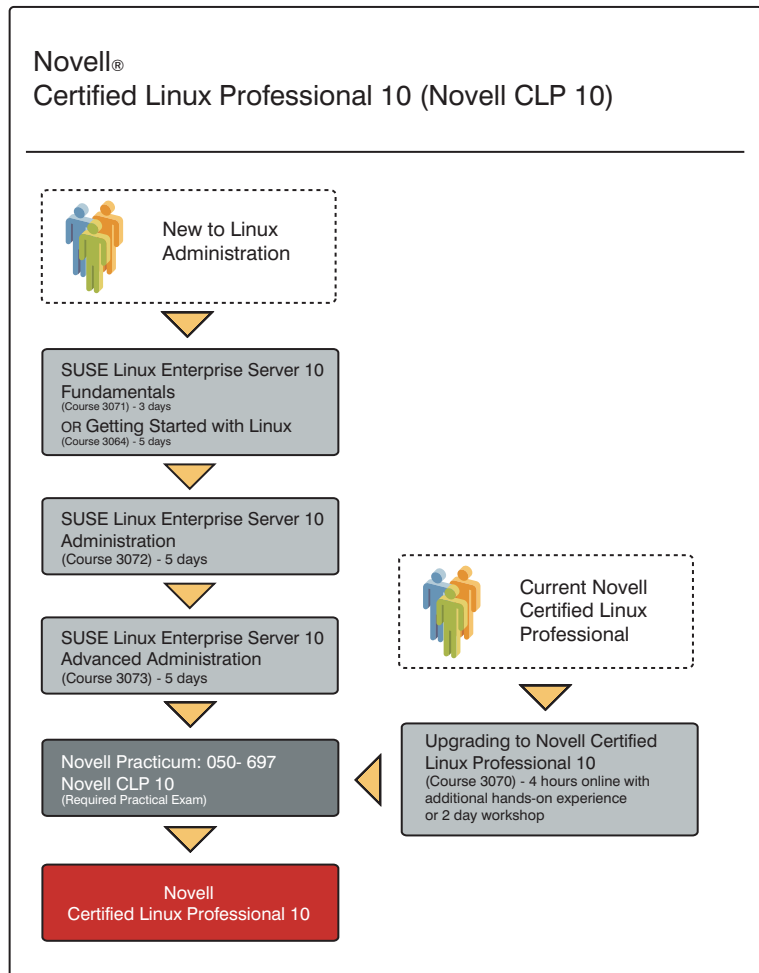 Novell®
Certified Linux Professional 10 (Novell CLP 10)
New to Linux
Administration
SUSE Linux Enterprise Server 10
Fundamentals
(Course 3071) - 3 days
OR Getting Started with Linux
(Course 3064) - 5 days
SUSE Linux Enterprise Server 10
Administration
(Course 3072) - 5 days
SUSE Linux Enterprise Server 10
Advanced Administration
(Course 3073) - 5 days
Current Novell
Certified Linux
Professional
Upgrading to Novell Certified
Linux Professional 10
(Course 3070) - 4 hours online with
additional hands-on experience
or 2 day workshop
Novell Practicum: 050- 697
Novell CLP 10
(Required Practical Exam)
Novell
Certified Linux Professional 10